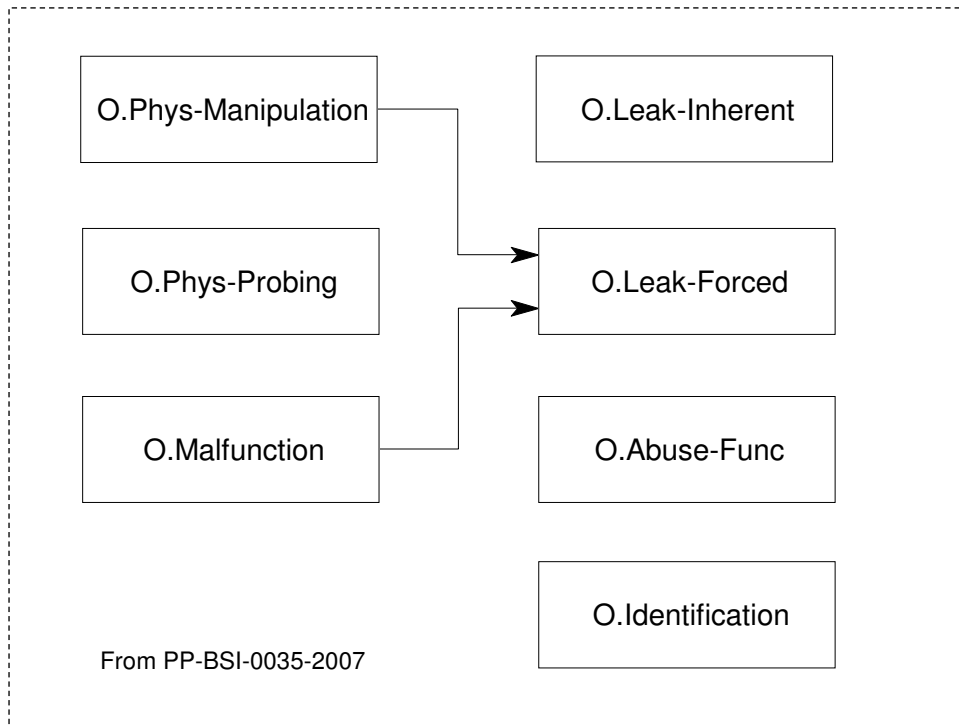 O.Phys-Manipulation
O.Leak-Inherent
O.Phys-Probing
O.Leak-Forced
O.Malfunction
O.Abuse-Func
O.Identification
From PP-BSI-0035-2007